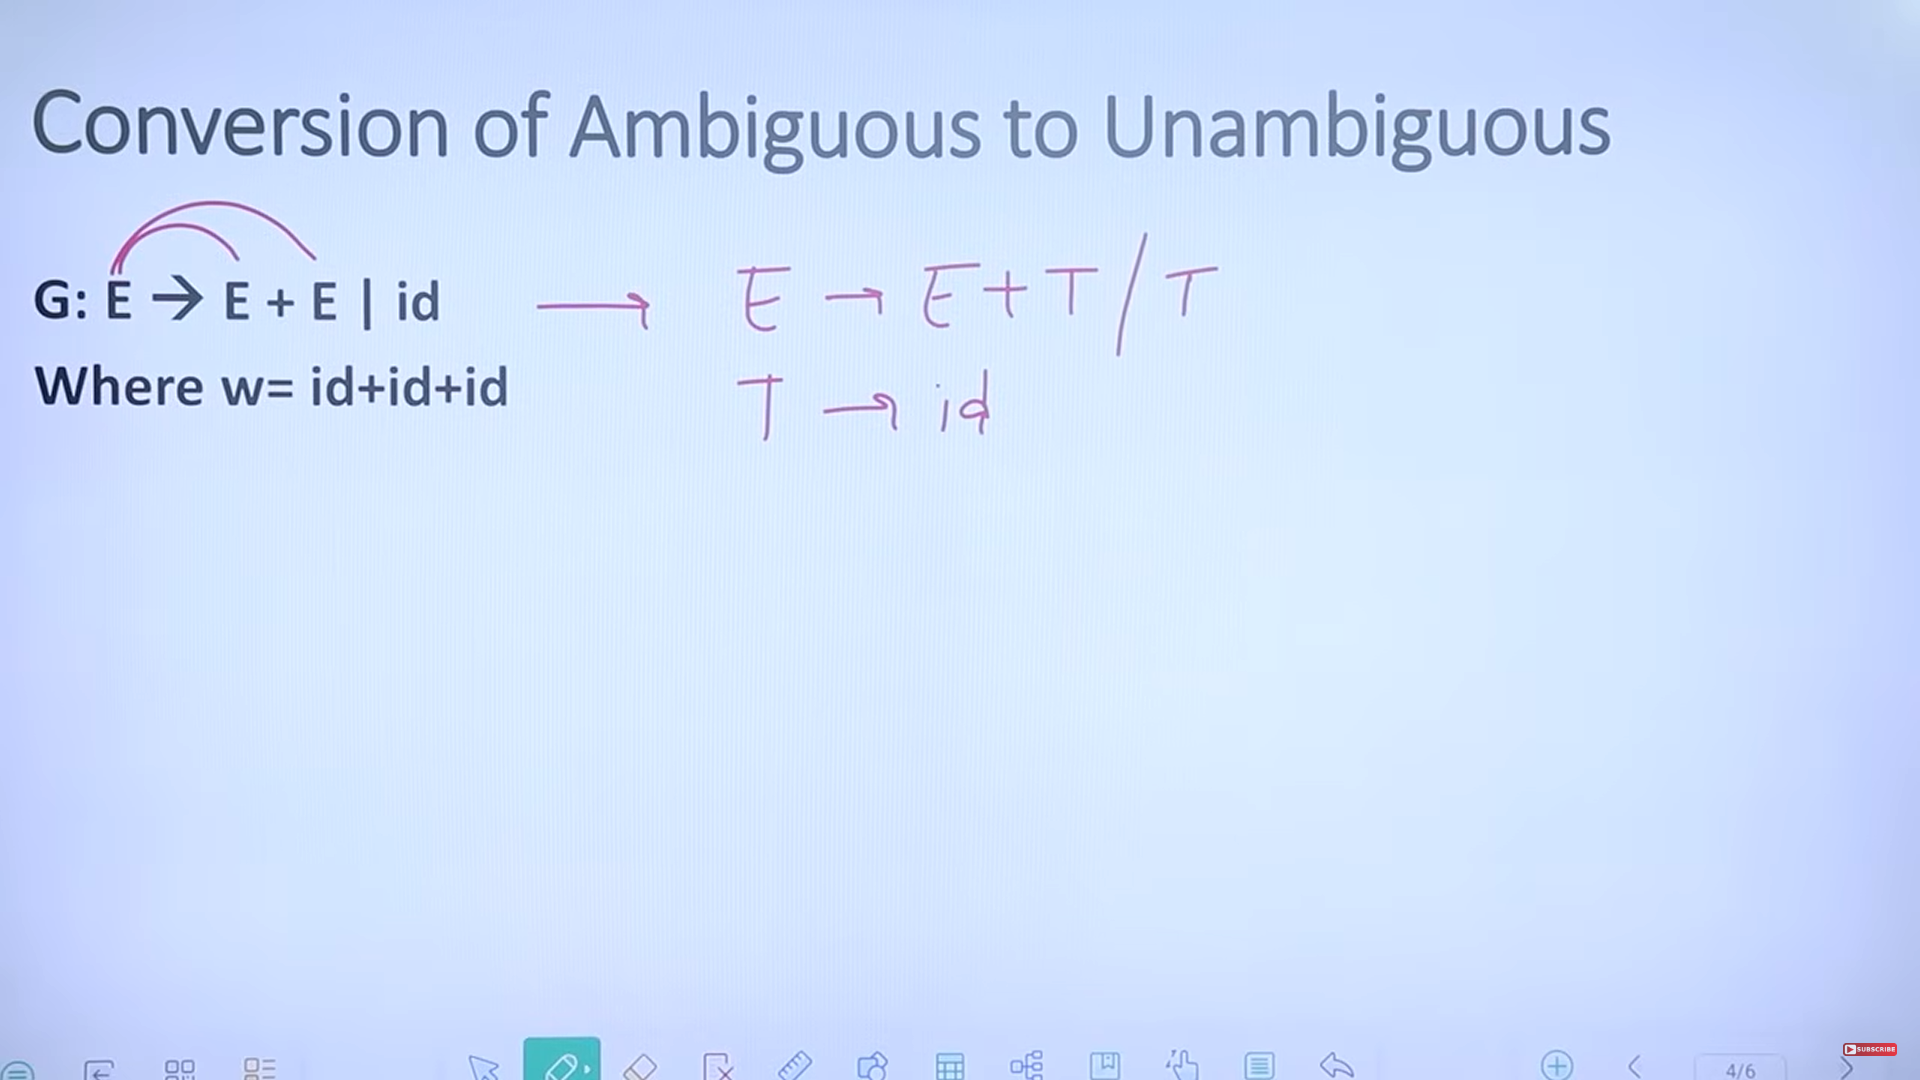 Conversion of Ambiguous to Unambiguous
G: E → E + E | id → E → E+T/T
Where w= id+id+id T → id
4/6
SUBSCRIBE